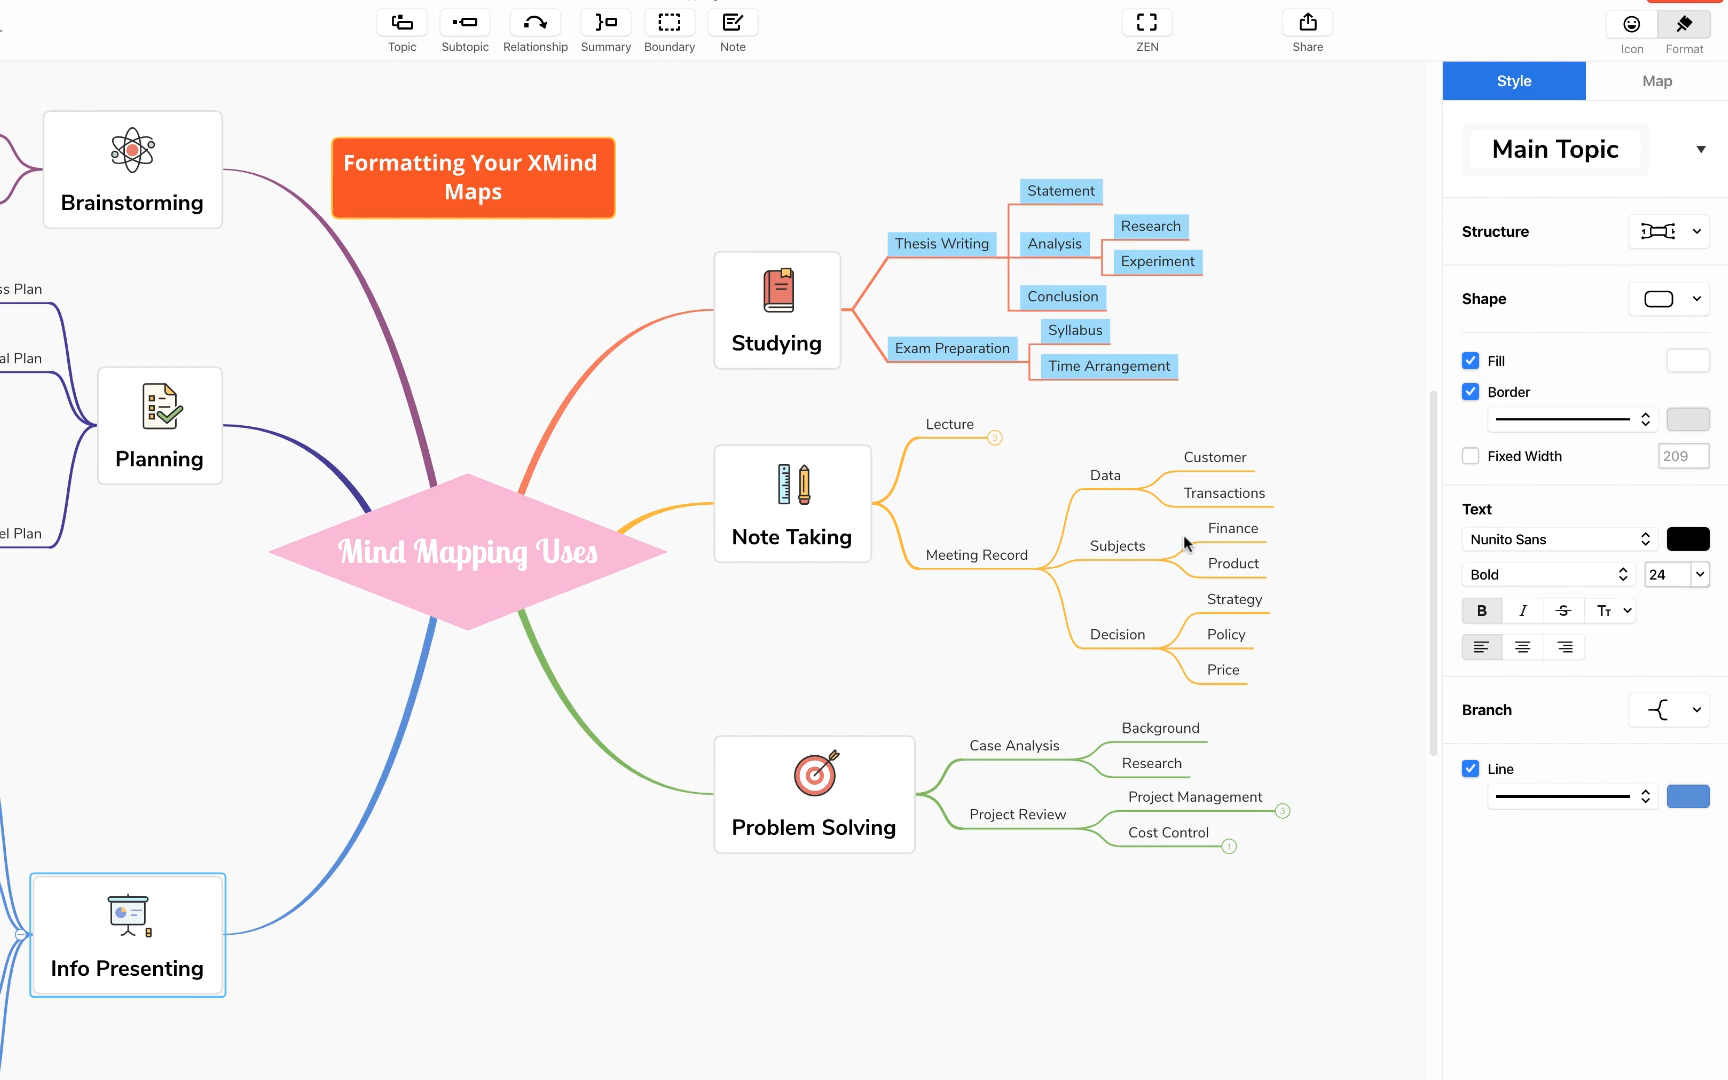 Topic
Subtopic
Relationship
Summary
Boundary
Note
ZEN
Share
Icon
Format
Brainstorming
Formatting Your XMind
Maps
ss Plan
al Plan
el Plan
Planning
Mind Mapping Uses
Info Presenting
Studying
Thesis Writing
Statement
Analysis
Research
Experiment
Conclusion
Exam Preparation
Syllabus
Time Arrangement
Note Taking
Lecture
3
Meeting Record
Data
Customer
Transactions
Subjects
Finance
Product
Decision
Strategy
Policy
Price
Problem Solving
Case Analysis
Background
Research
Project Review
Project Management
3
Cost Control
1
Style
Map
Main Topic
Structure
Shape
Fill
Border
Fixed Width
209
Text
Nunito Sans
Bold
24
B
I
S
TT
Branch
Line